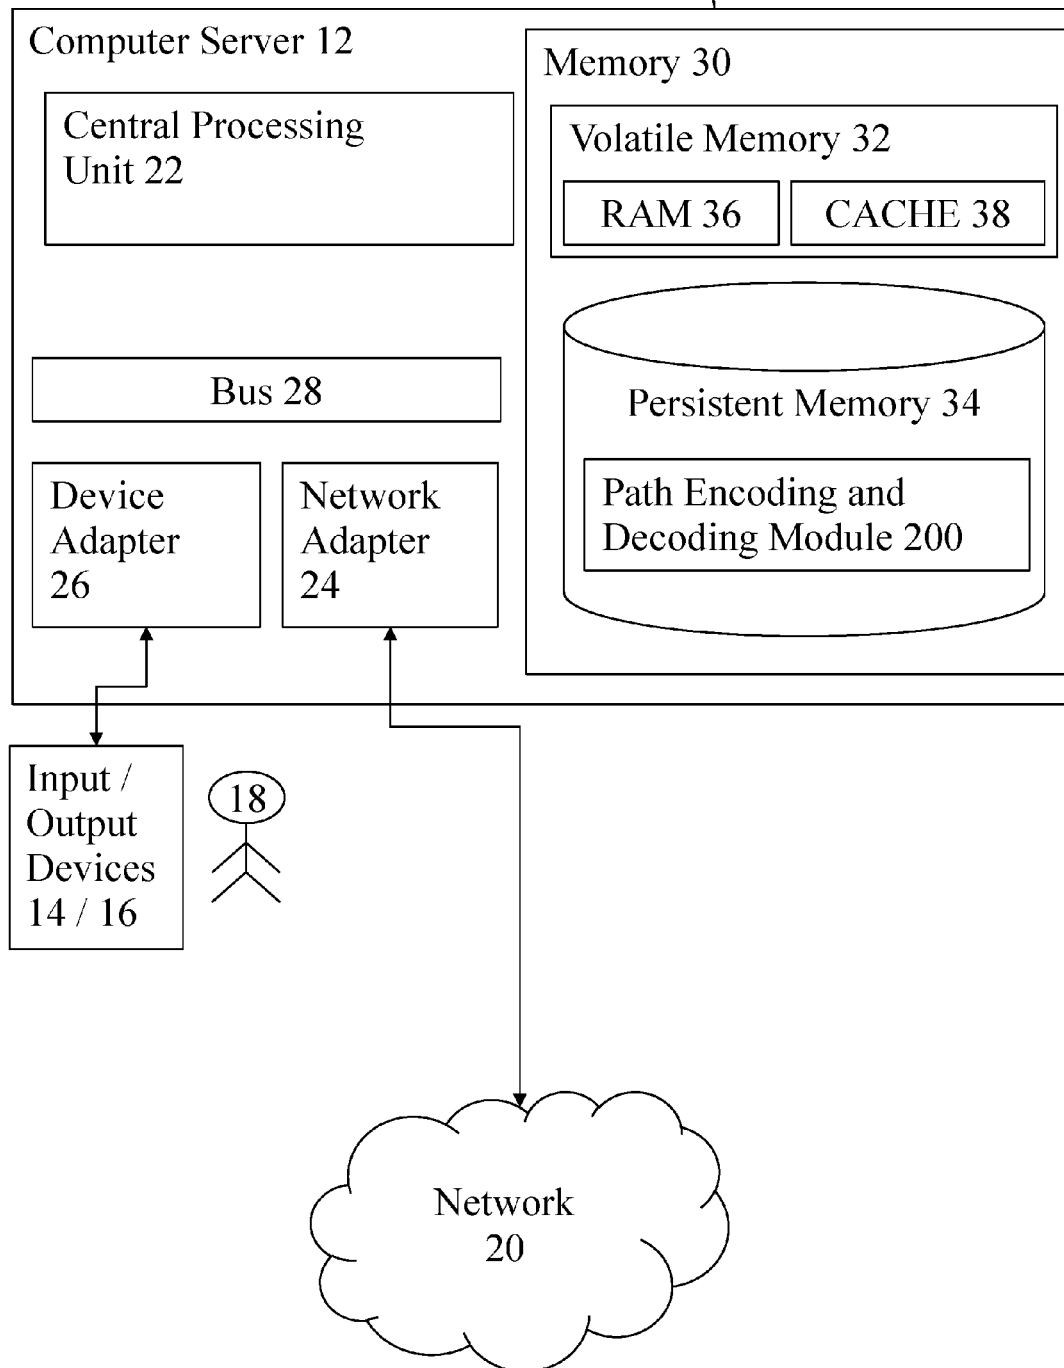 Computer Server 12
Central Processing
Unit 22
Memory 30
Volatile Memory 32
RAM 36
CACHE 38
Bus 28
Persistent Memory 34
Path Encoding and
Decoding Module 200
Device
Adapter
26
Network
Adapter
24
Input /
Output
Devices
14 / 16
18
Network
20